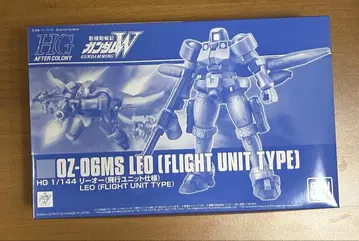 HG
AFTER COLONY
新機動戦記
ガンダムW
GUNDAM WING
OZ-06MS LEO (FLIGHT UNIT TYPE)
HG 1/144 リーオー(飛行ユニット仕様)
LEO (FLIGHT UNIT TYPE)